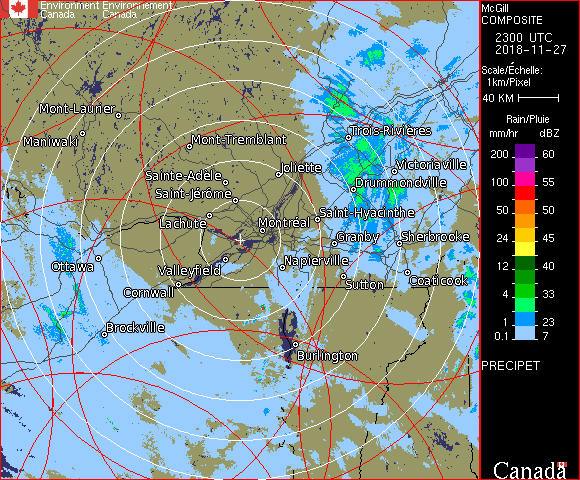 Environment Environnement
Canada Canada
McGill
COMPOSITE
2300 UTC
2018-11-27
Scale/Échelle:
1km/Pixel
40 KM
Rain/Pluie
mm/hr dBZ
200 60
100 55
50 50
24 45
12 40
4 33
1 23
0.1 7
PRECIPET
Mont-Laurier
Maniwaki
Mont-Tremblant
Trois-Rivières
Joliette
Victoriaville
Sainte-Adèle
Drummondville
Saint-Jérôme
Saint-Hyacinthe
Lachute
Montréal
Granby
Sherbrooke
Ottawa
Valleyfield
Napierville
Sutton
Coaticook
Cornwall
Brockville
Burlington
Canada